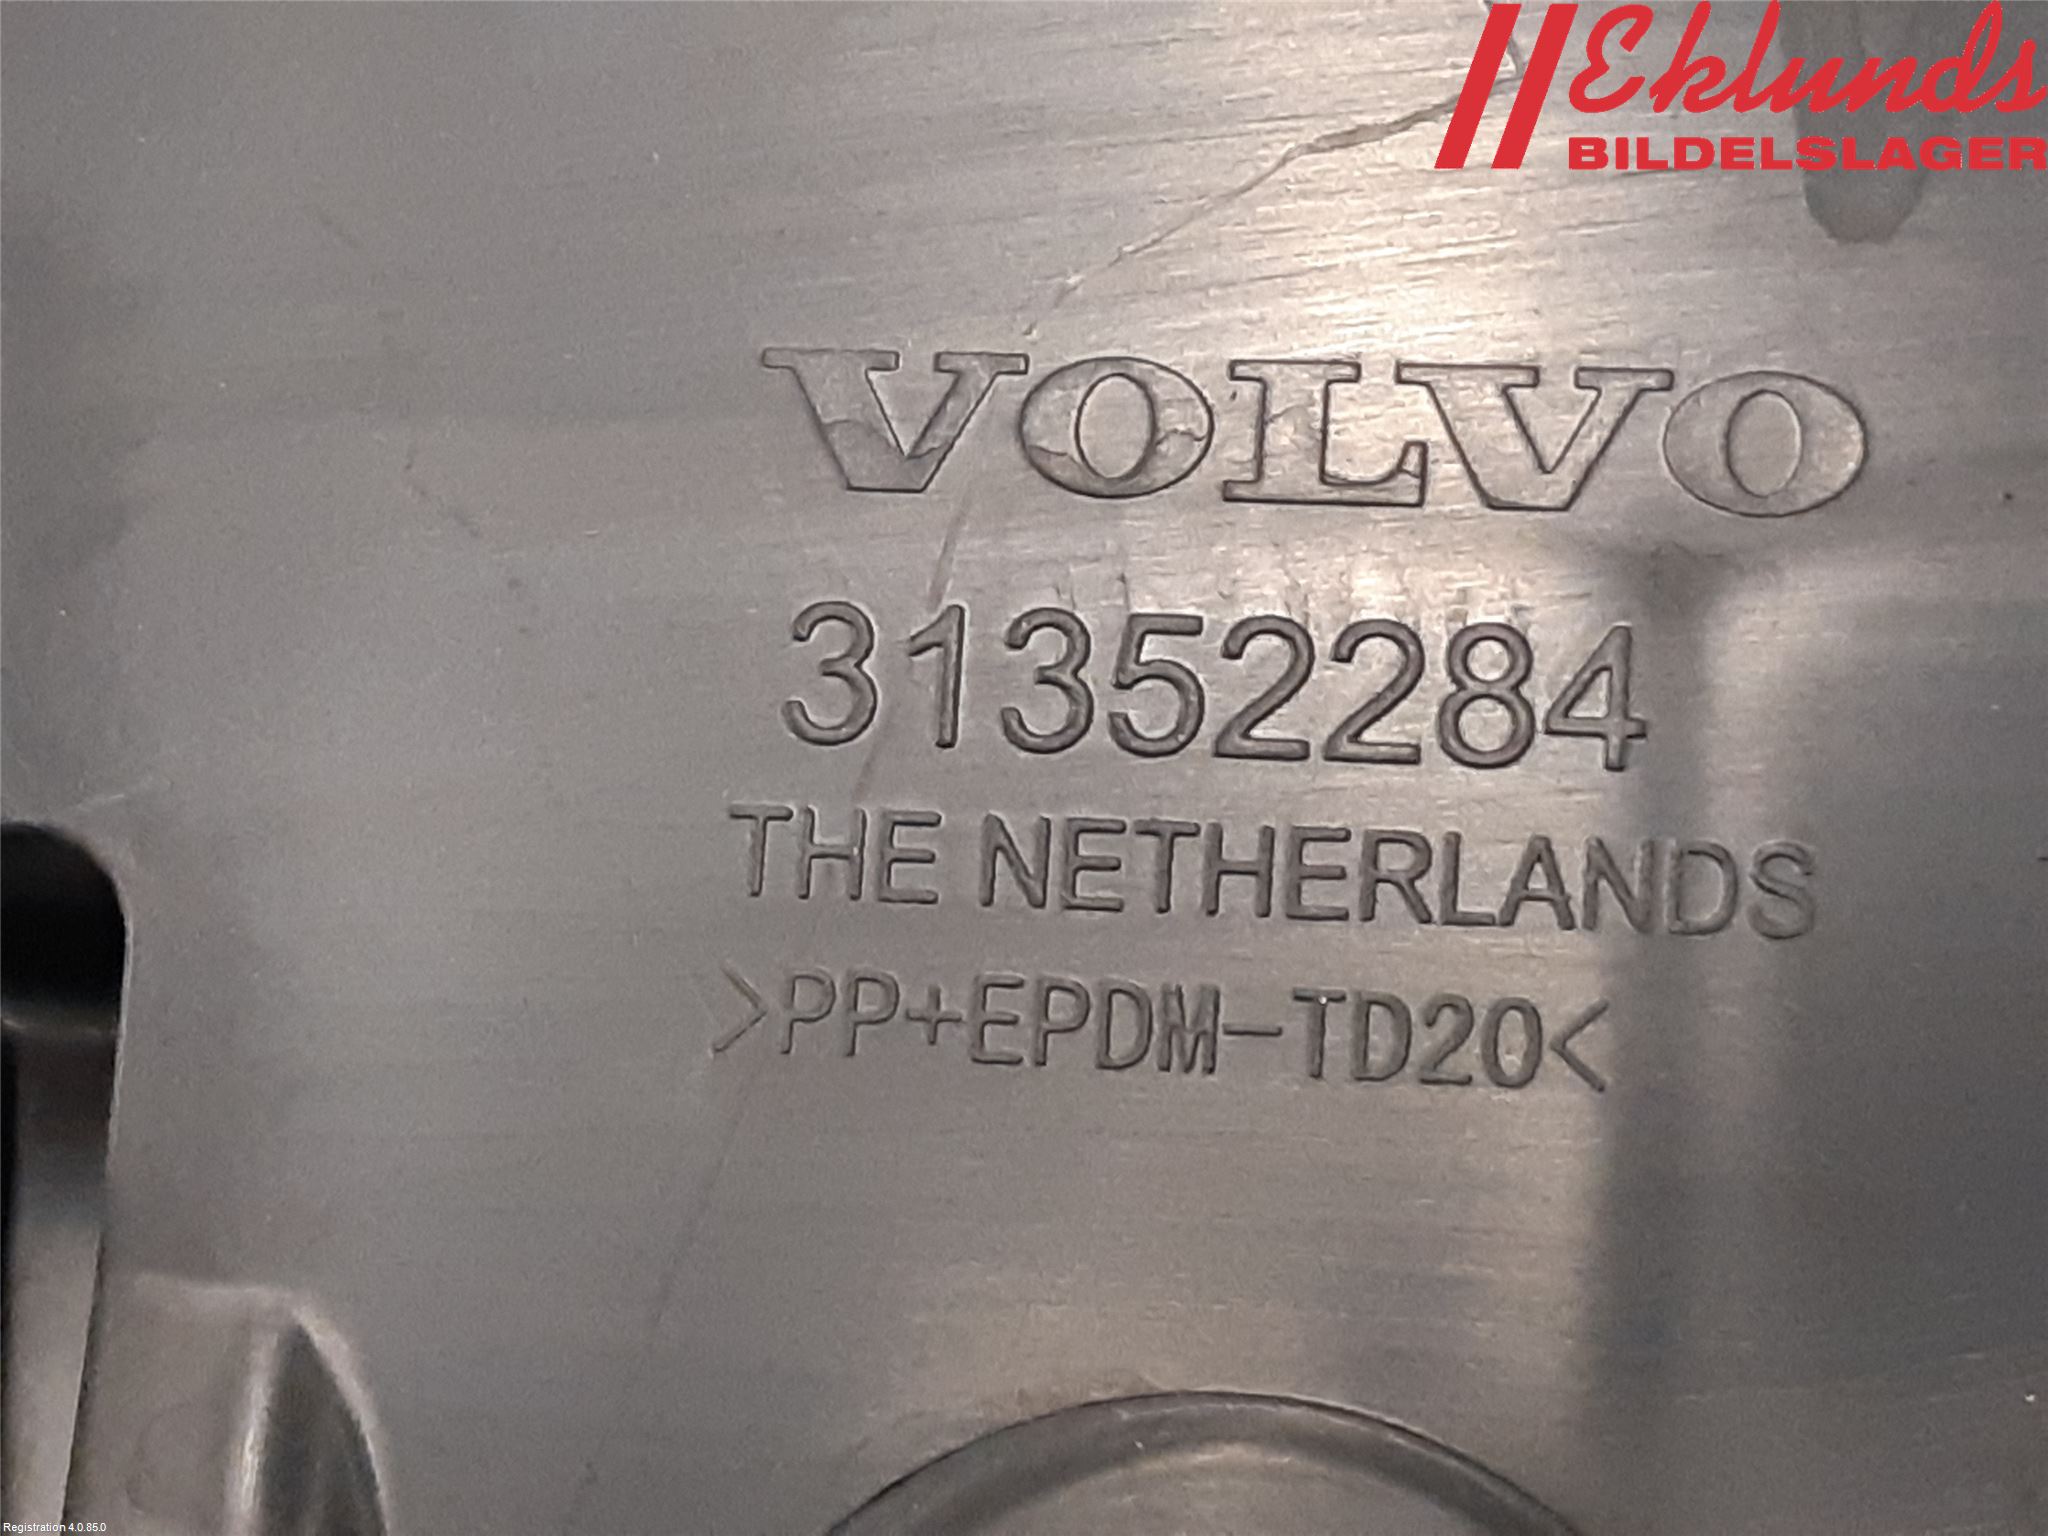 Eklunds
BILDELSLAGER
VOLVO
31352284
THE NETHERLANDS
>PP+EPDM-TD20<
Registration 4.0.85.0